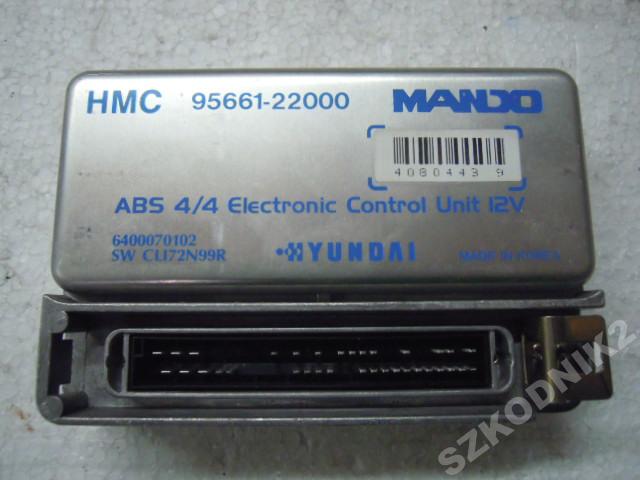 HMC 95661-22000 MANDO
4080443 9
ABS 4/4 Electronic Control Unit 12V
6400070102
SW CL172N99R
HYUNDAI
MADE IN KOREA
SZKODNIK2